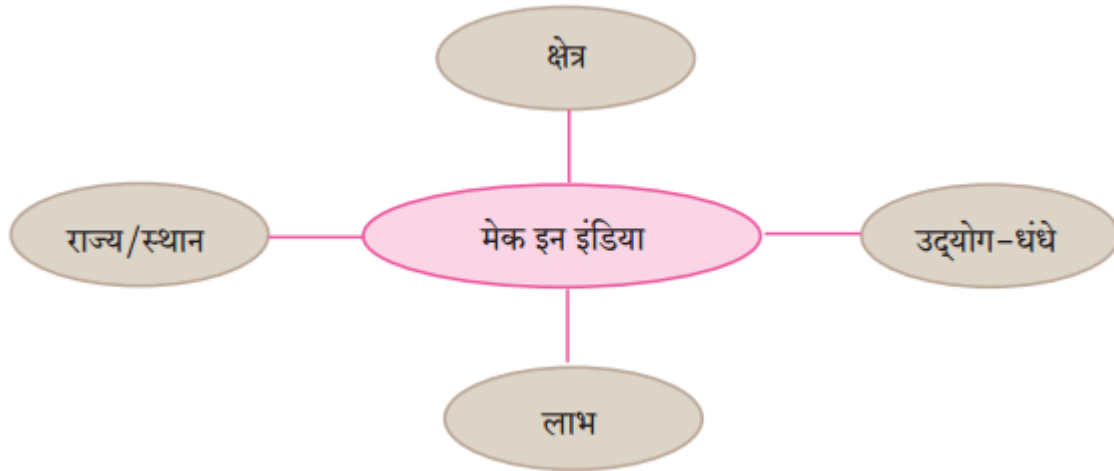 क्षेत्र
राज्य/स्थान
मेक इन इंडिया
उद्‌योग-धंधे
लाभ